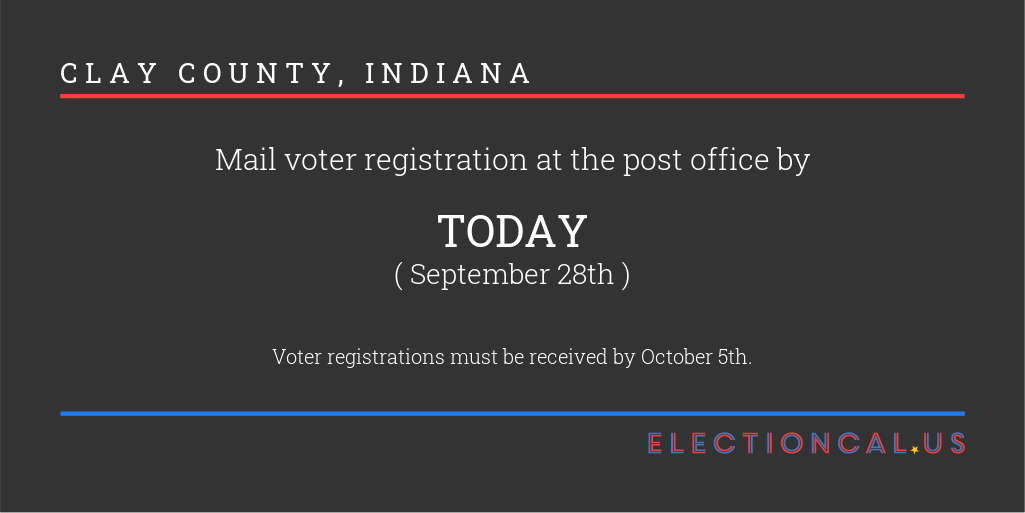 CLAY COUNTY, INDIANA
Mail voter registration at the post office by
TODAY
( September 28th )
Voter registrations must be received by October 5th.
ELECTIONCAL.US